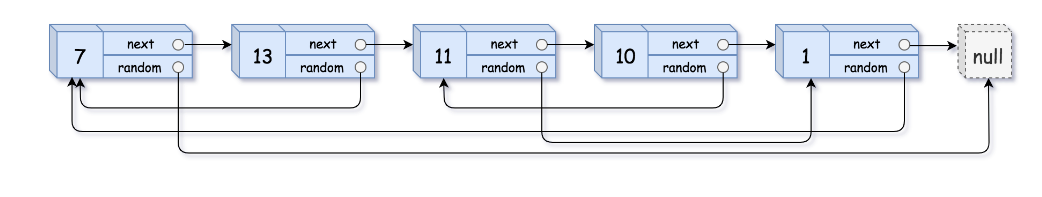 7 next random
13 next random
11 next random
10 next random
1 next random
null